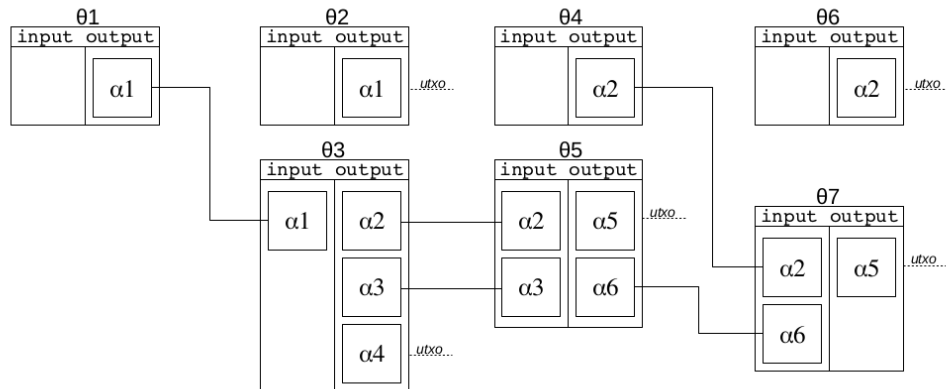 θ1
input output
α1
θ2
input output
α1
utxo
θ4
input output
α2
θ6
input output
α2
utxo
θ3
input output
α1 α2
α3
α4
utxo
θ5
input output
α2 α5
utxo
α3 α6
θ7
input output
α2 α5
utxo
α6